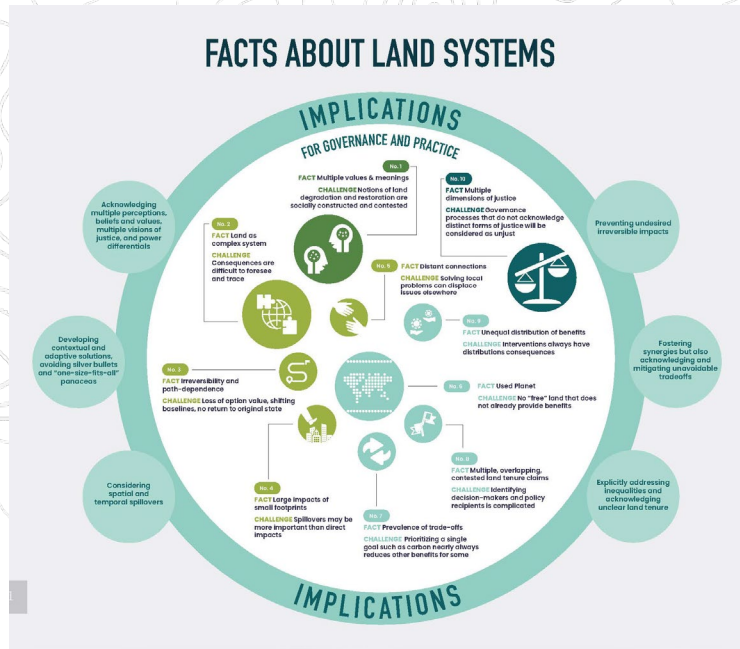 FACTS ABOUT LAND SYSTEMS
IMPLICATIONS
FOR GOVERNANCE AND PRACTICE
No. 1
FACT Multiple values & meanings
CHALLENGE Notions of land
degradation and restoration are
socially constructed and contested
No. 10
FACT Multiple
dimensions of justice
CHALLENGE Governance
processes that do not acknowledge
distinct forms of justice will be
considered as unjust
No. 2
FACT Land as
complex system
CHALLENGE
Consequences are
difficult to foresee
and trace
No. 5
FACT Distant connections
CHALLENGE Solving local
problems can displace
issues elsewhere
No. 9
FACT Unequal distribution of benefits
CHALLENGE Interventions always have
distributions consequences
No. 3
FACT Irreversibility and
path-dependence
CHALLENGE Loss of option value, shifting
baselines, no return to original state
FACT Used Planet
CHALLENGE No "free" land that does
not already provide benefits
No. 4
FACT Large impacts of
small footprints
CHALLENGE Spillovers may be
more important than direct
impacts
FACT Multiple, overlapping,
contested land tenure claims
CHALLENGE Identifying
decision-makers and policy
recipients is complicated
No. 7
FACT Prevalence of trade-offs
CHALLENGE Prioritizing a single
goal such as carbon nearly always
reduces other benefits for some
IMPLICATIONS
Acknowledging
multiple perceptions,
beliefs and values,
multiple visions of
justice, and power
differentials
Developing
contextual and
adaptive solutions,
avoiding silver bullets
and "one-size-fits-all"
panaceas
Considering
spatial and
temporal spillovers
Preventing undesired
irreversible impacts
Fostering
synergies but also
acknowledging and
mitigating unavoidable
tradeoffs
Explicitly addressing
inequalities and
acknowledging
unclear land tenure